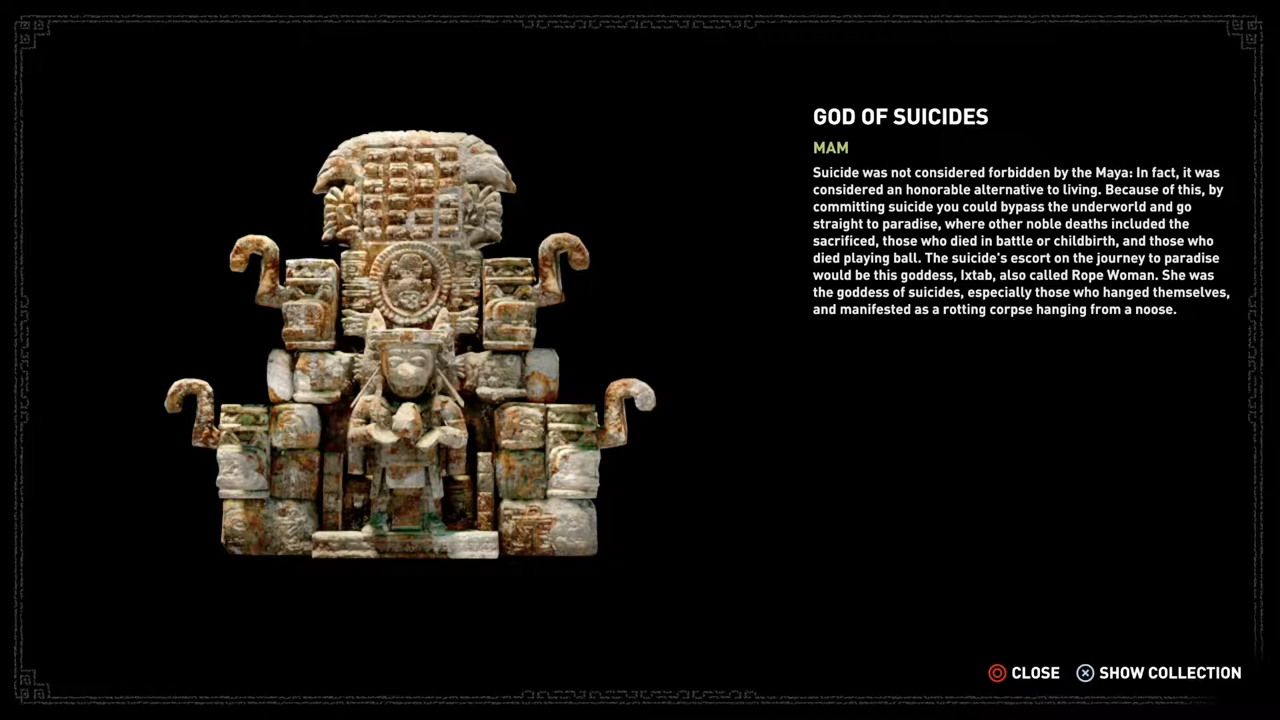 GOD OF SUICIDES
MAM
Suicide was not considered forbidden by the Maya: In fact, it was
considered an honorable alternative to living. Because of this, by
committing suicide you could bypass the underworld and go
straight to paradise, where other noble deaths included the
sacrificed, those who died in battle or childbirth, and those who
died playing ball. The suicide's escort on the journey to paradise
would be this goddess, Ixtab, also called Rope Woman. She was
the goddess of suicides, especially those who hanged themselves,
and manifested as a rotting corpse hanging from a noose.
CLOSE
SHOW COLLECTION